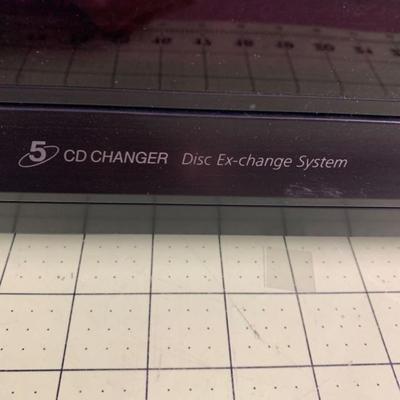 5 CD CHANGER Disc Ex-change System